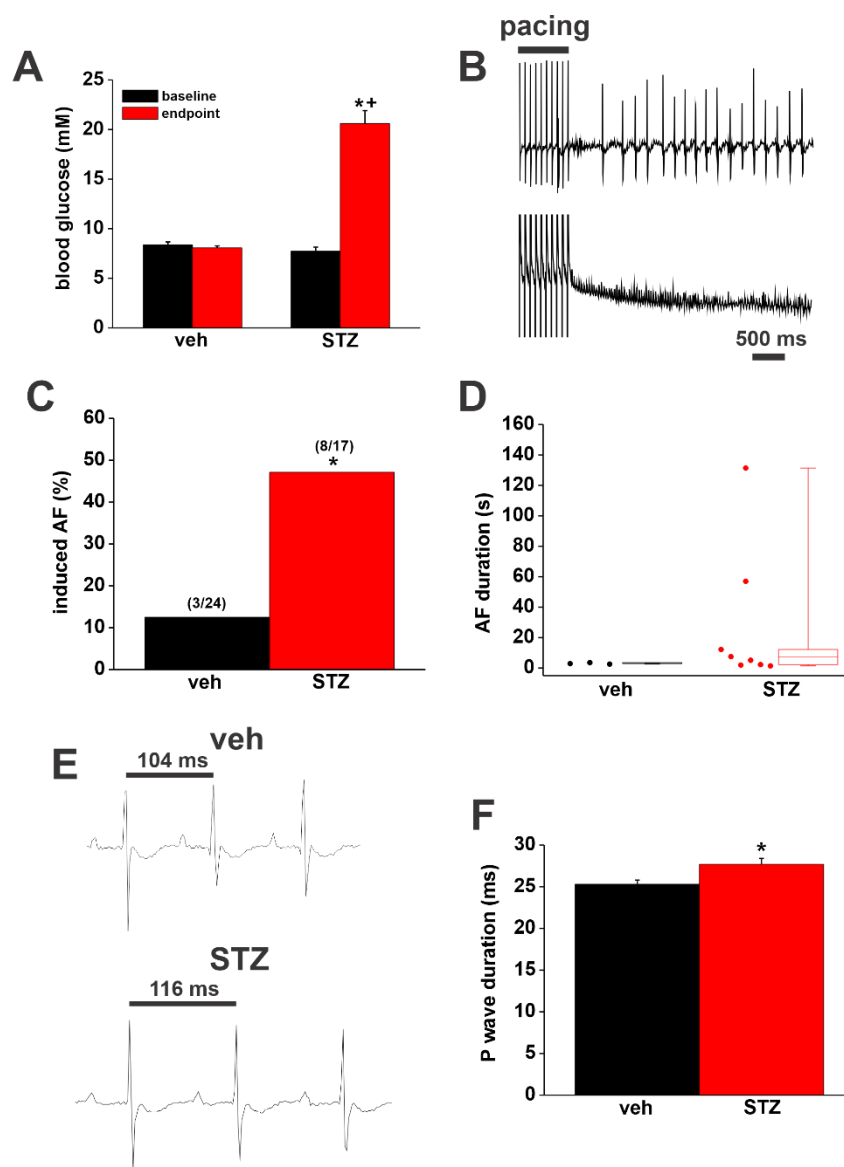 A
blood glucose (mM)
25
20
15
10
5
0
baseline
endpoint
*+
veh STZ
pacing
B
500 ms
C
induced AF (%)
60
50
40
30
20
10
0
(3/24)
(8/17)
*
veh STZ
D
AF duration (s)
160
140
120
100
80
60
40
20
0
veh STZ
E
veh
104 ms
STZ
116 ms
F
P wave duration (ms)
30
25
20
15
10
5
0
*
veh STZ